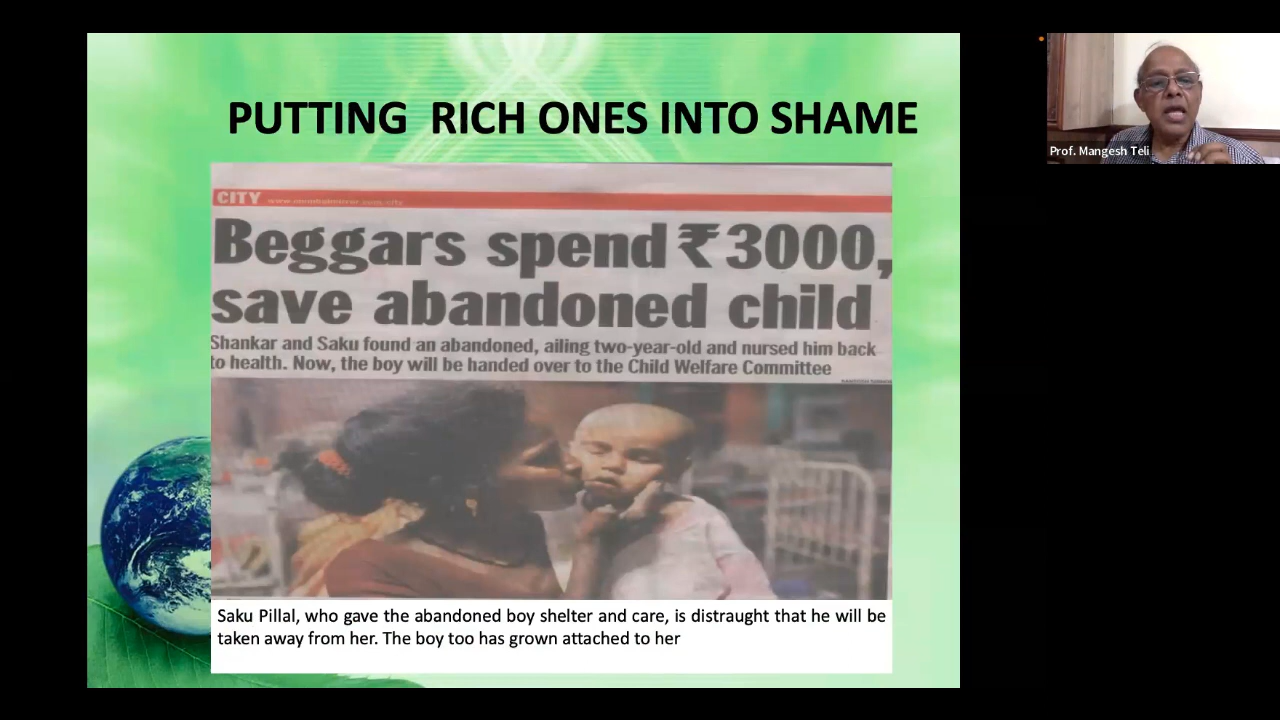 PUTTING RICH ONES INTO SHAME
CITY
Beggars spend ₹3000,
save abandoned child
Shankar and Saku found an abandoned, ailing two-year-old and nursed him back
to health. Now, the boy will be handed over to the Child Welfare Committee
Saku Pillal, who gave the abandoned boy shelter and care, is distraught that he will be
taken away from her. The boy too has grown attached to her
Prof. Mangesh Teli